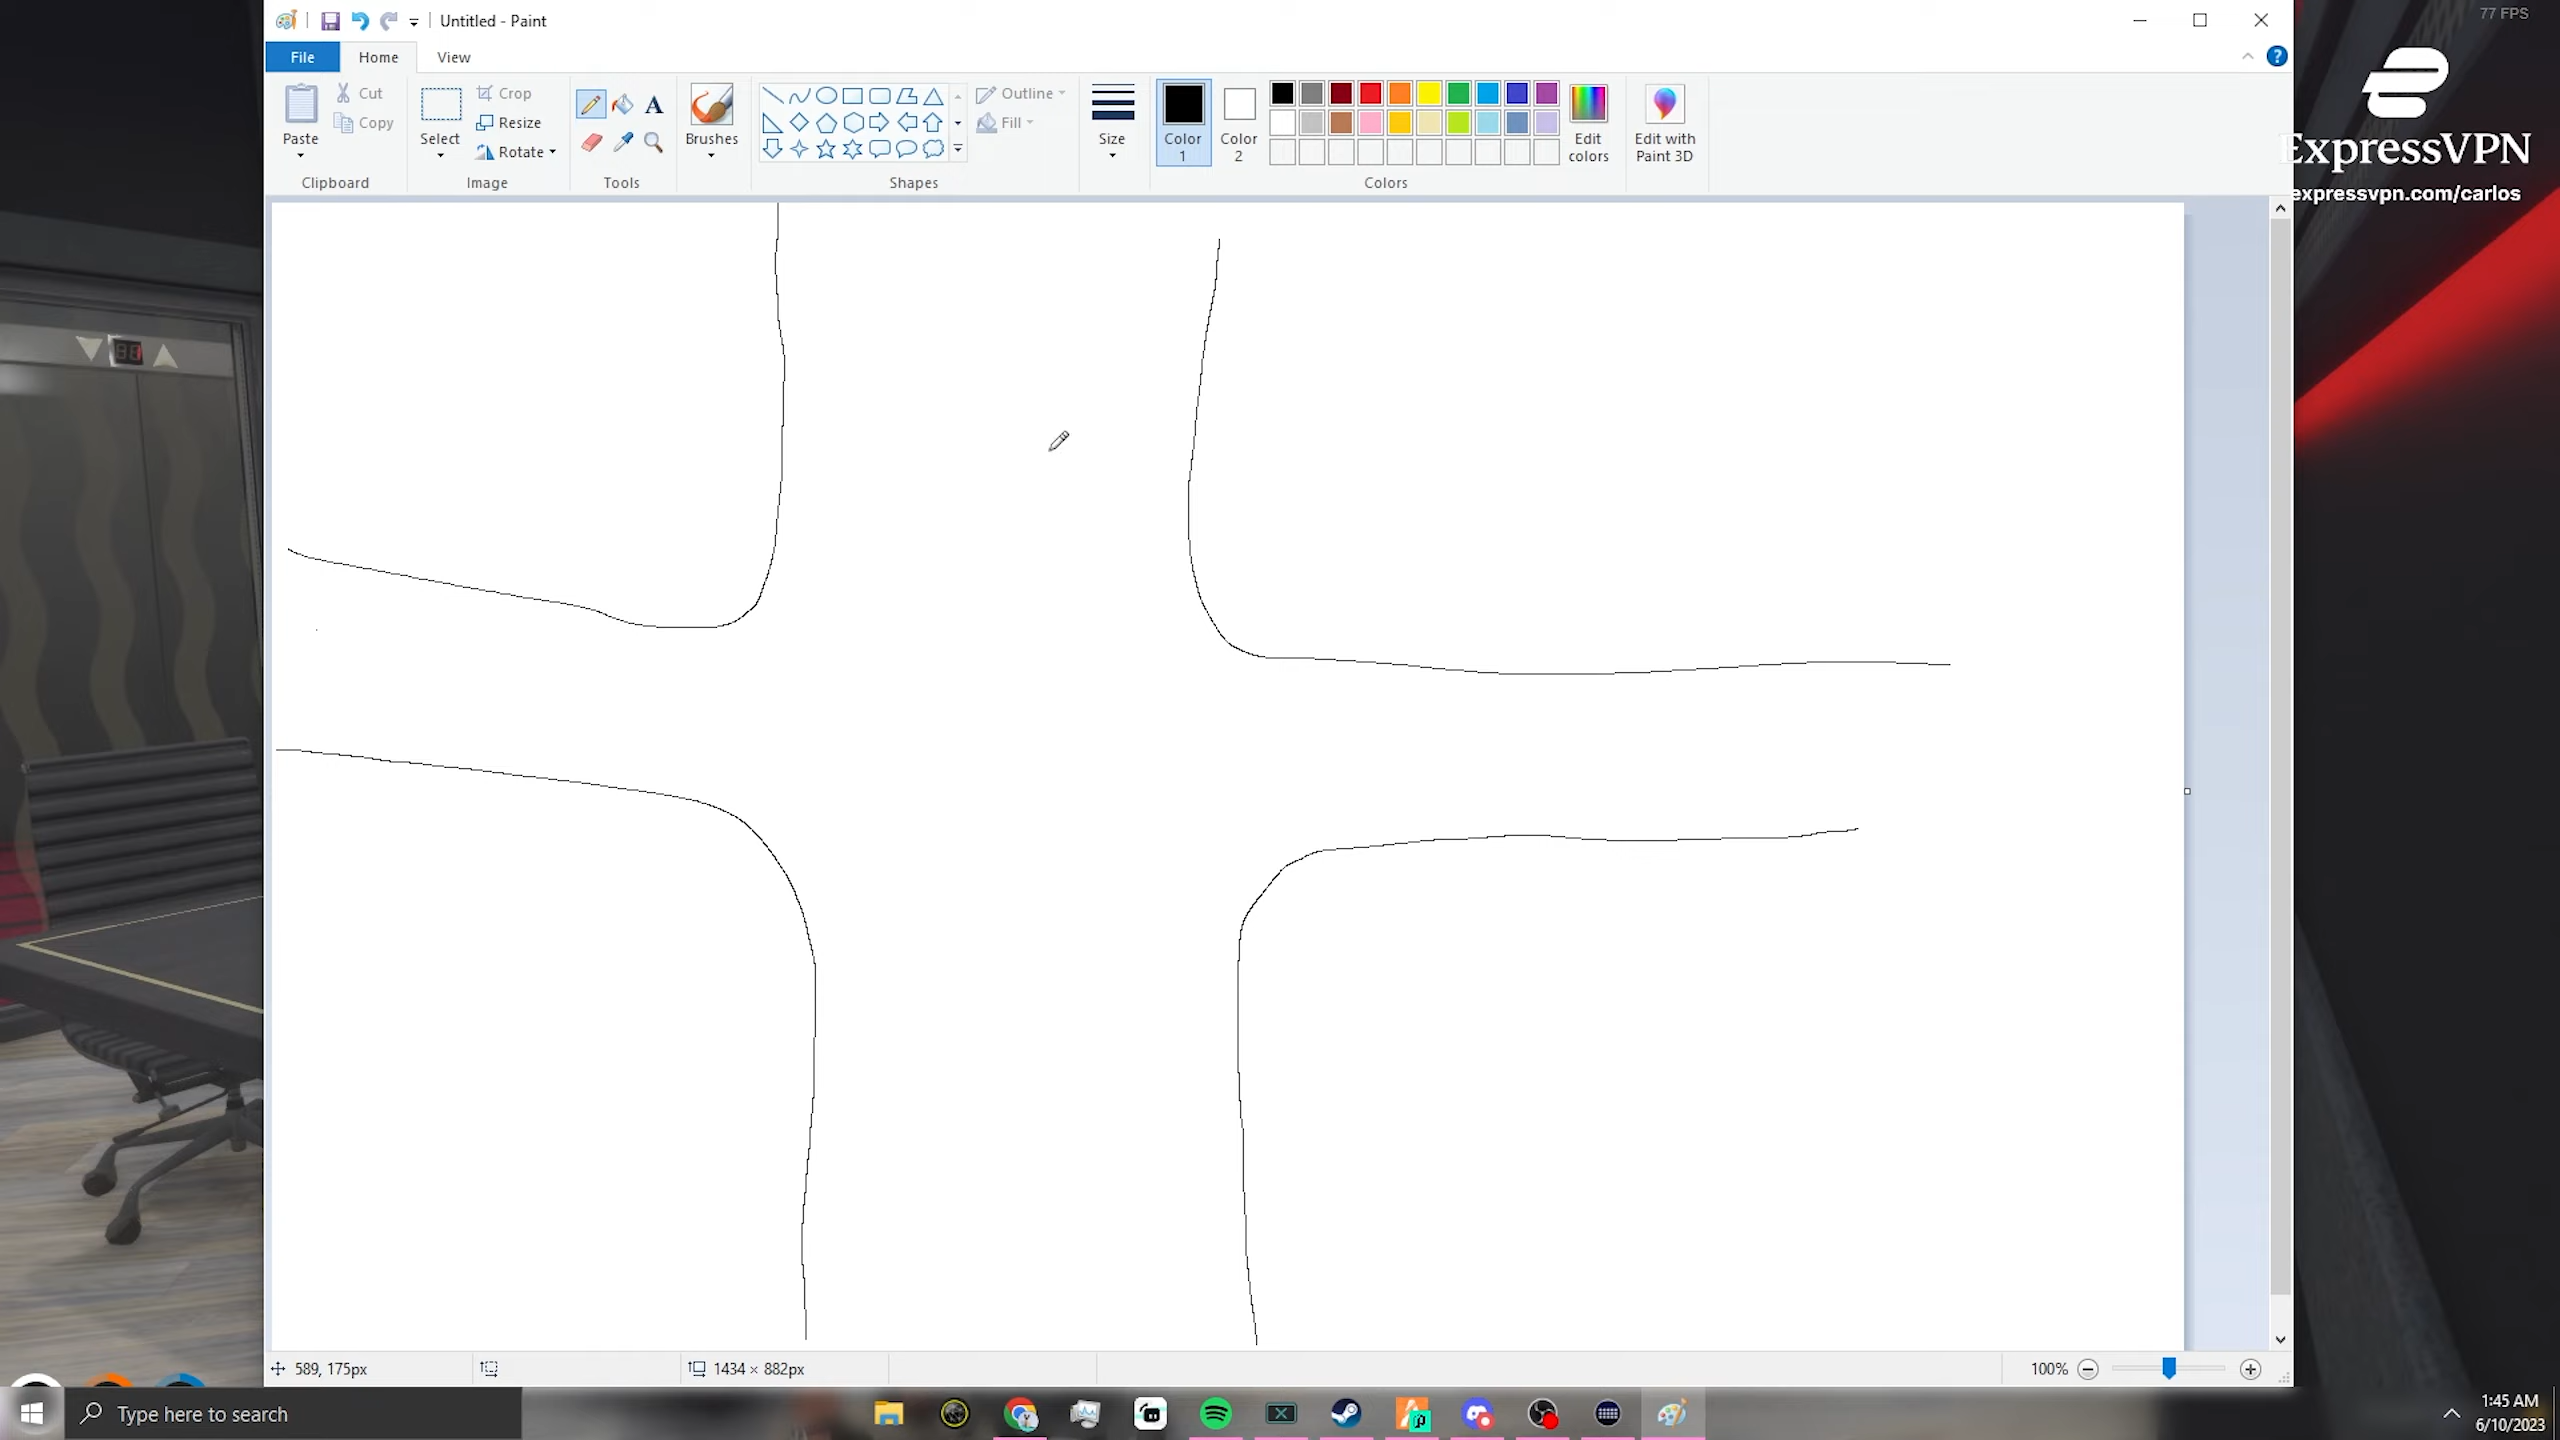 77 FPS
Untitled - Paint
File Home View
Paste
Cut
Copy
Clipboard
Select
Crop
Resize
Rotate
Image
A
Tools
Brushes
Outline
Fill
Shapes
Size
Color 1
Color 2
Edit colors
Colors
Edit with Paint 3D
ExpressVPN
expressvpn.com/carlos
589, 175px
1434 × 882px
100%
Type here to search
1:45 AM
6/10/2023